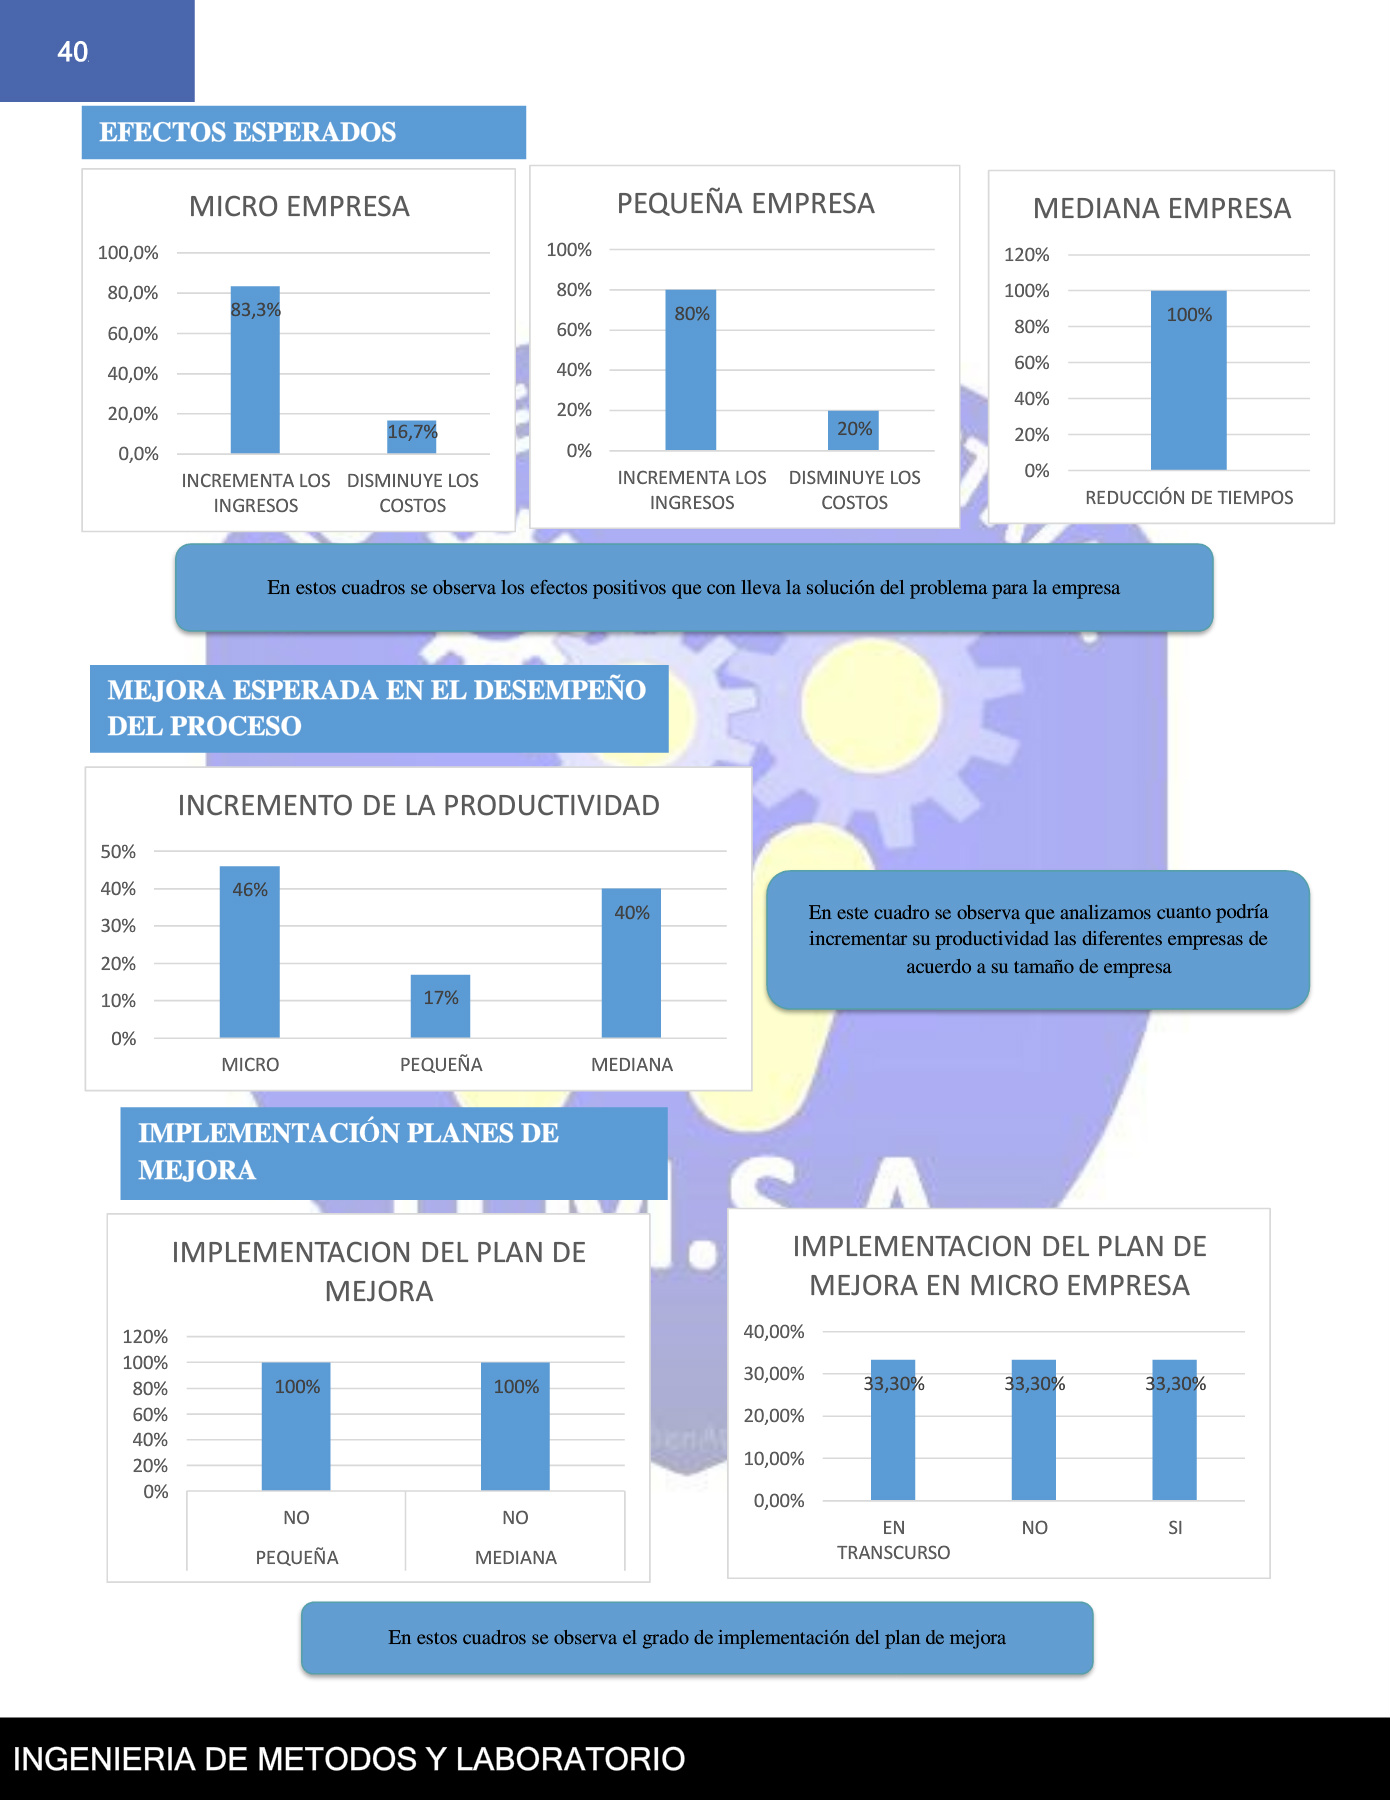 40
EFECTOS ESPERADOS
MICRO EMPRESA
100,0%
80,0%
60,0%
40,0%
20,0%
0,0%
83,3%
16,7%
INCREMENTA LOS INGRESOS
DISMINUYE LOS COSTOS
PEQUEÑA EMPRESA
100%
80%
60%
40%
20%
0%
80%
20%
INCREMENTA LOS INGRESOS
DISMINUYE LOS COSTOS
MEDIANA EMPRESA
120%
100%
80%
60%
40%
20%
0%
100%
REDUCCIÓN DE TIEMPOS
En estos cuadros se observa los efectos positivos que con lleva la solución del problema para la empresa
MEJORA ESPERADA EN EL DESEMPEÑO
DEL PROCESO
INCREMENTO DE LA PRODUCTIVIDAD
50%
40%
30%
20%
10%
0%
46%
17%
40%
MICRO
PEQUEÑA
MEDIANA
En este cuadro se observa que analizamos cuanto podría
incrementar su productividad las diferentes empresas de
acuerdo a su tamaño de empresa
IMPLEMENTACIÓN PLANES DE
MEJORA
IMPLEMENTACION DEL PLAN DE
MEJORA
120%
100%
80%
60%
40%
20%
0%
100%
100%
NO
NO
PEQUEÑA
MEDIANA
IMPLEMENTACION DEL PLAN DE
MEJORA EN MICRO EMPRESA
40,00%
30,00%
20,00%
10,00%
0,00%
33,30%
33,30%
33,30%
EN
TRANSCURSO
NO
SI
En estos cuadros se observa el grado de implementación del plan de mejora
INGENIERIA DE METODOS Y LABORATORIO